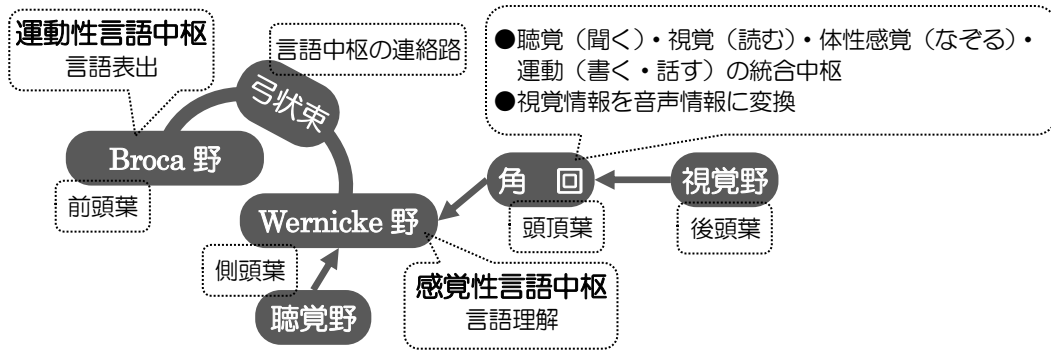 運動性言語中枢
言語表出
言語中枢の連絡路
弓状束
●聴覚（聞く）・視覚（読む）・体性感覚（なぞる）・
運動（書く・話す）の統合中枢
●視覚情報を音声情報に変換
Broca 野
前頭葉
Wernicke 野
側頭葉
聴覚野
角　回
頭頂葉
視覚野
後頭葉
感覚性言語中枢
言語理解